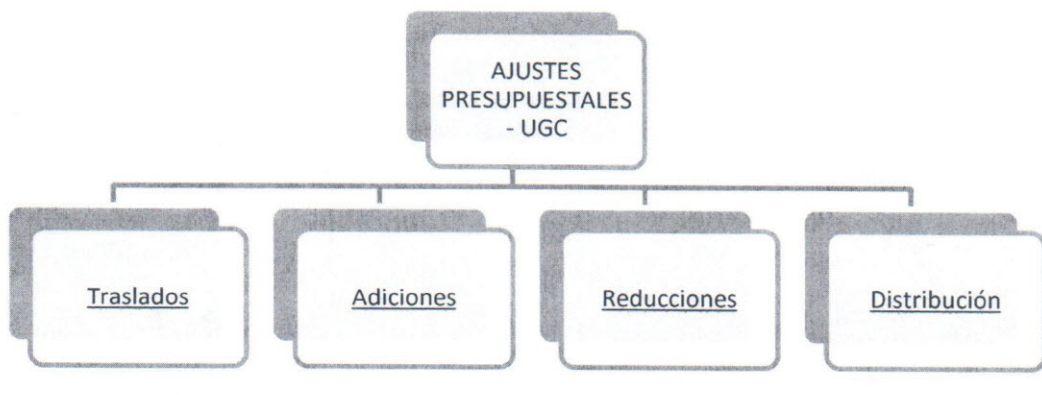 AJUSTES
PRESUPUESTALES
- UGC
Traslados
Adiciones
Reducciones
Distribución